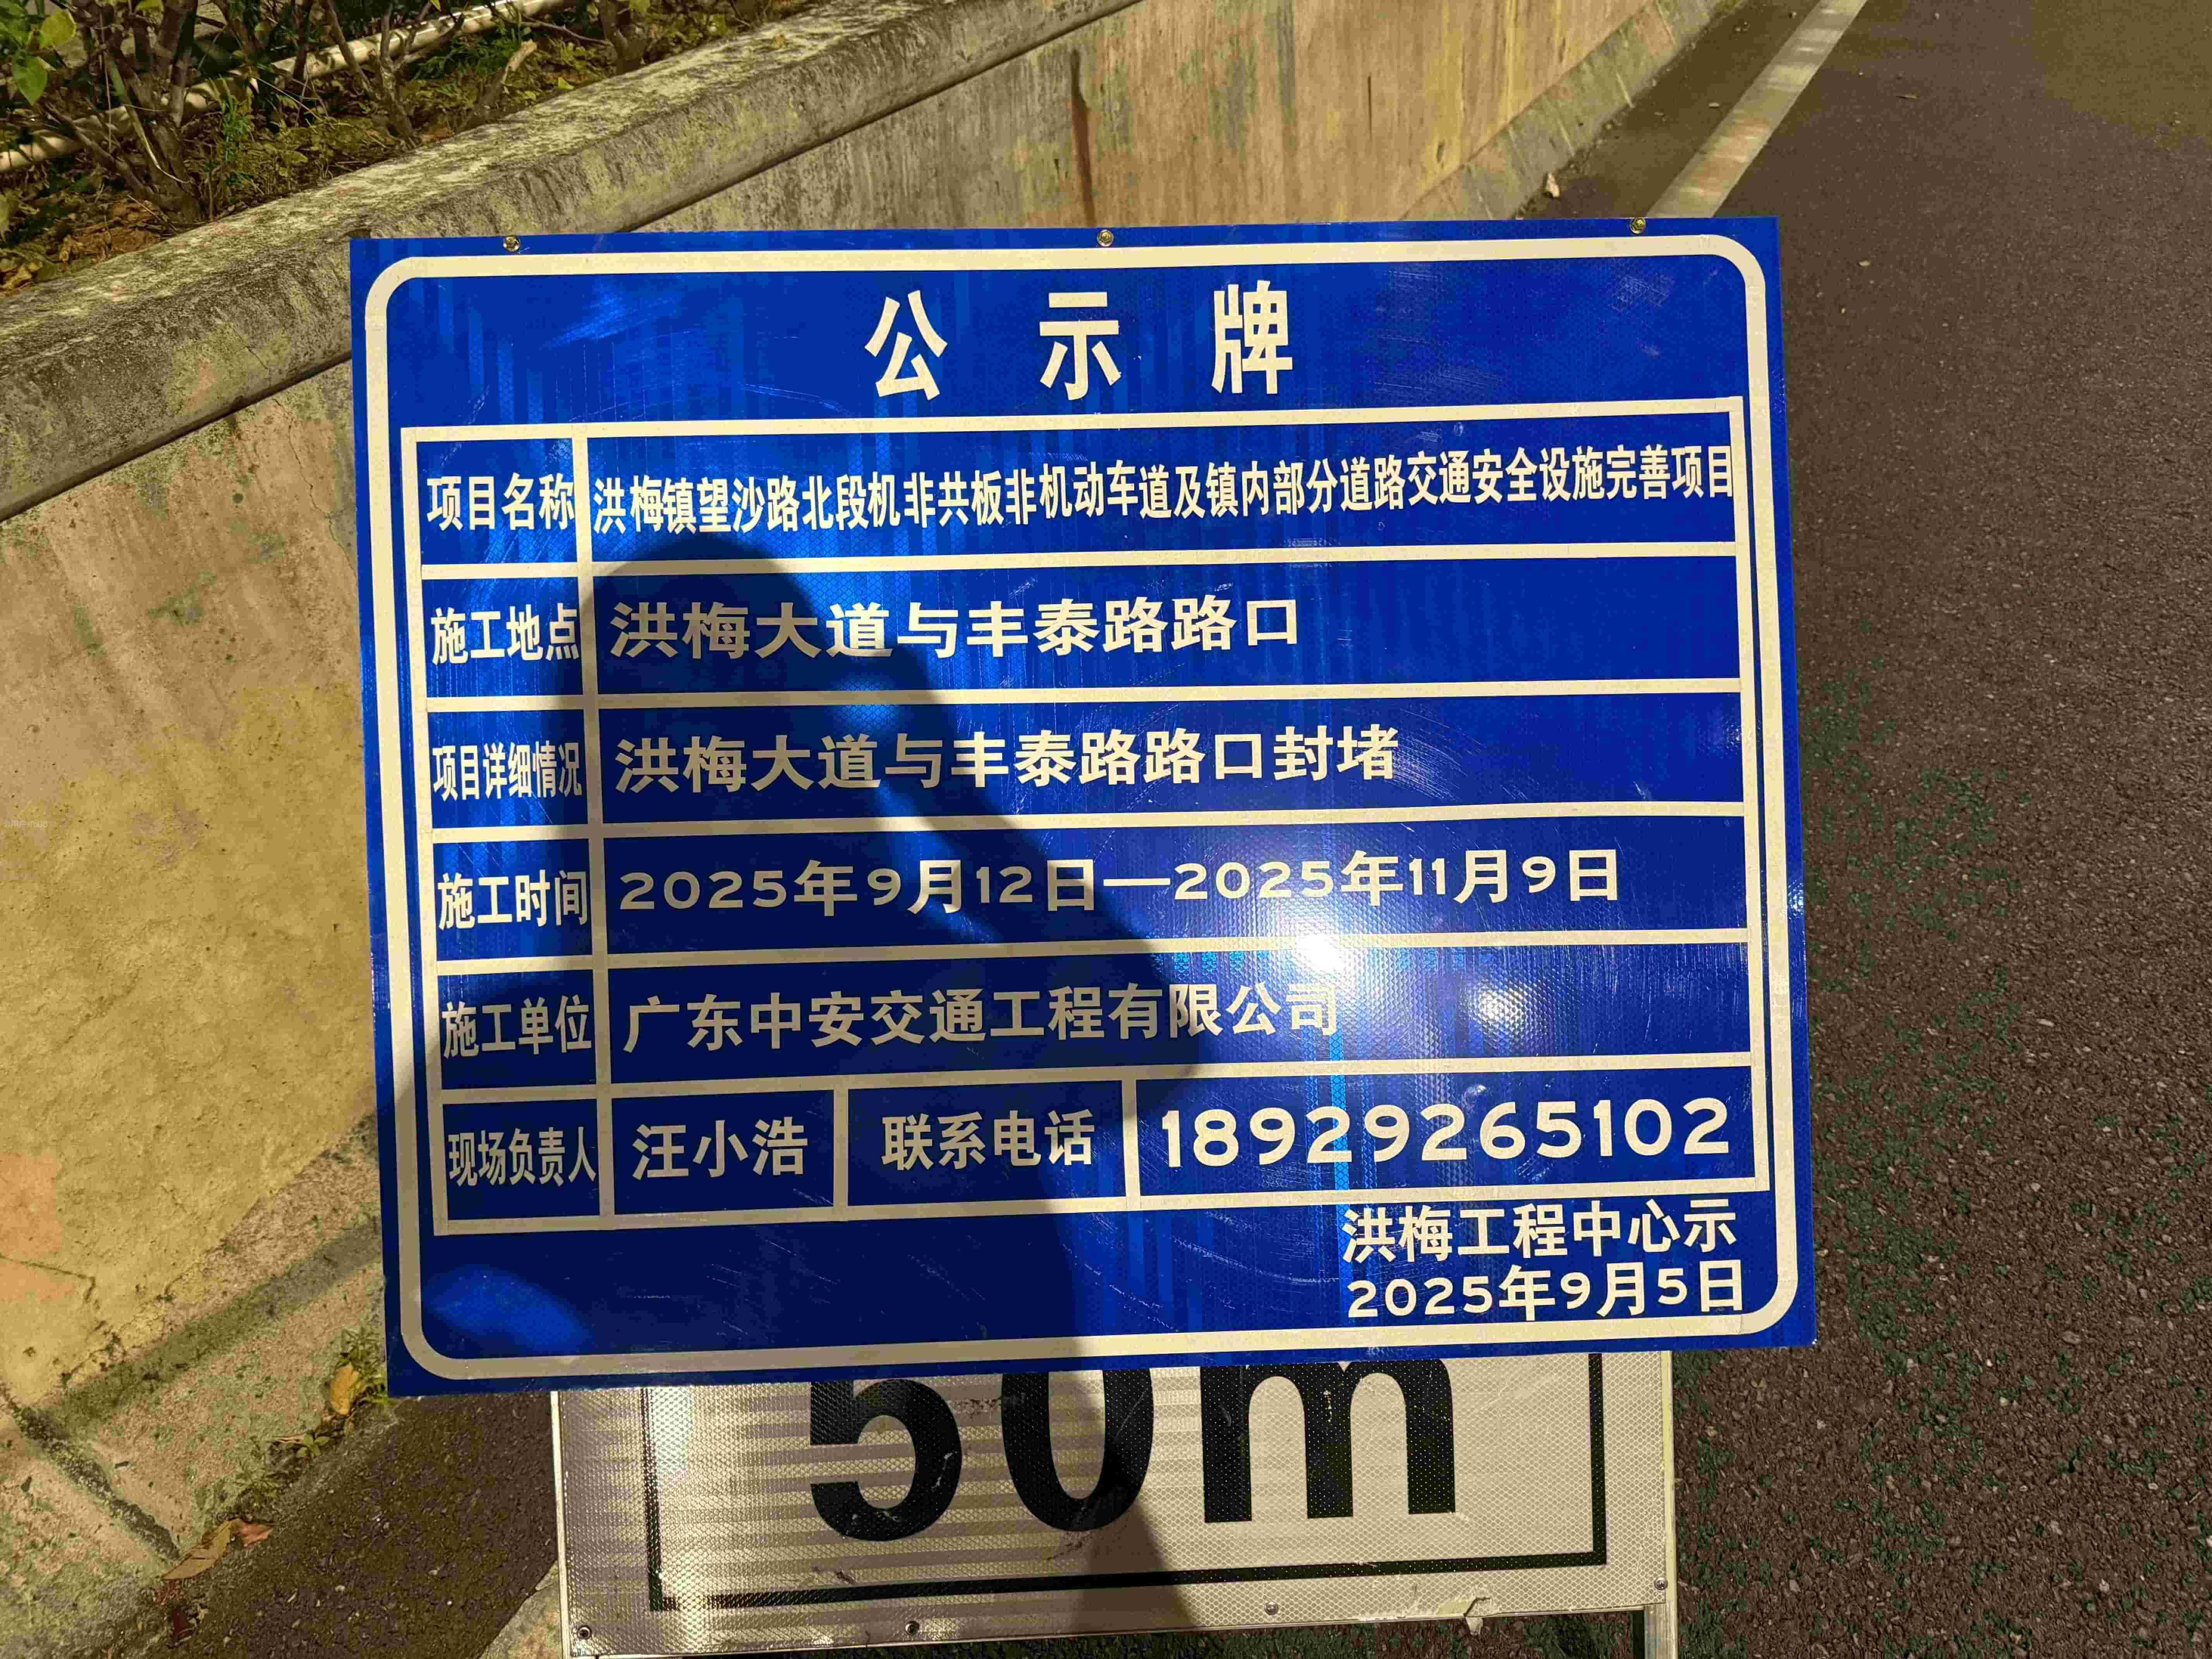 公示牌
项目名称 洪梅镇望沙路北段机非共板非机动车道及镇内部分道路交通安全设施完善项目
施工地点 洪梅大道与丰泰路路口
项目详细情况 洪梅大道与丰泰路路口封堵
施工时间 2025年9月12日—2025年11月9日
施工单位 广东中安交通工程有限公司
现场负责人 汪小浩 联系电话 18929265102
洪梅工程中心示
2025年9月5日
50m